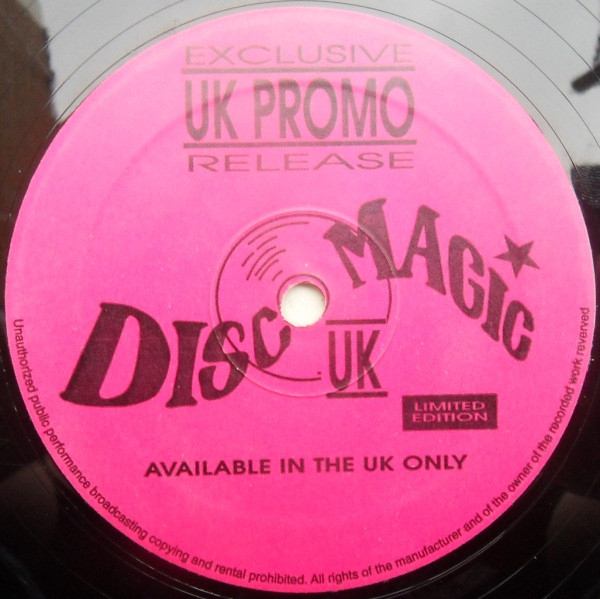 EXCLUSIVE
UK PROMO
RELEASE
DISC MAGIC
UK
LIMITED
EDITION
AVAILABLE IN THE UK ONLY
Unauthorized public performance broadcasting copying and rental prohibited. All rights of the manufacturer and of the owner of the recorded work reverved